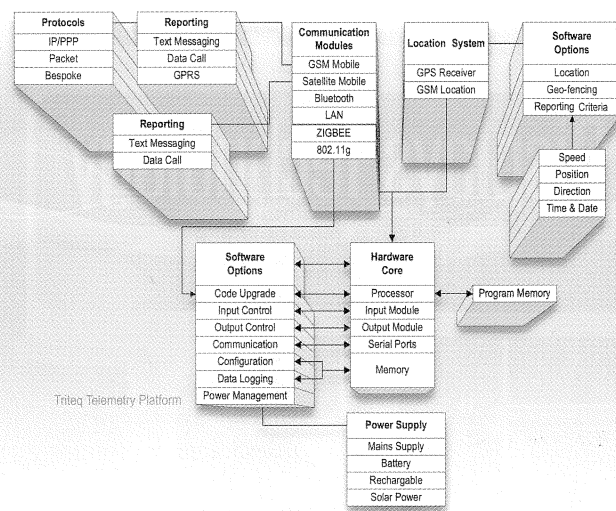 Protocols
IP/PPP
Packet
Bespoke
Reporting
Text Messaging
Data Call
GPRS
Reporting
Text Messaging
Data Call
Communication
Modules
GSM Mobile
Satellite Mobile
Bluetooth
LAN
ZIGBEE
802.11g
Location System
GPS Receiver
GSM Location
Software
Options
Location
Geo-fencing
Reporting Criteria
Speed
Position
Direction
Time & Date
Software
Options
Code Upgrade
Input Control
Output Control
Communication
Configuration
Data Logging
Power Management
Hardware
Core
Processor
Input Module
Output Module
Serial Ports
Memory
Program Memory
Triteq Telemetry Platform
Power Supply
Mains Supply
Battery
Rechargable
Solar Power